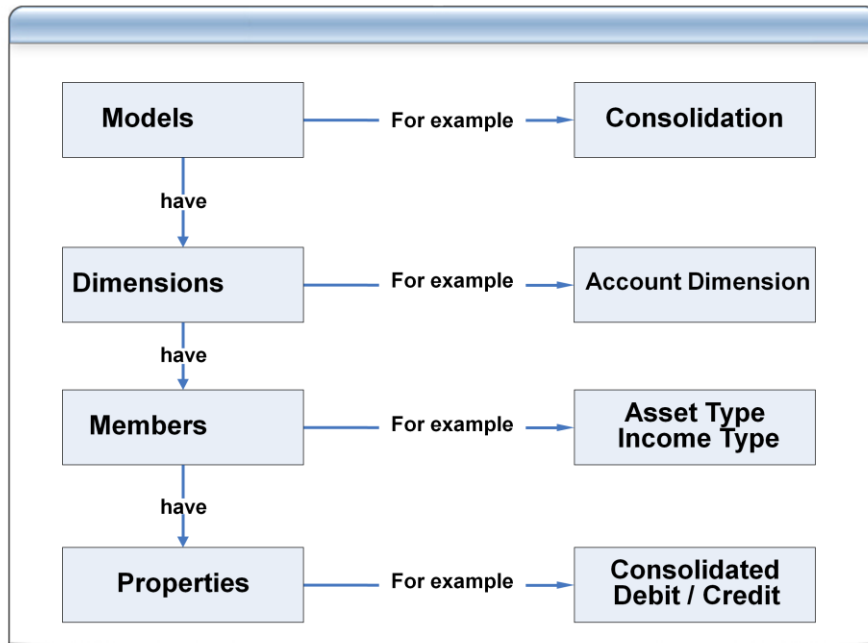 Models For example Consolidation
have
Dimensions For example Account Dimension
have
Members For example Asset Type
Income Type
have
Properties For example Consolidated
Debit / Credit